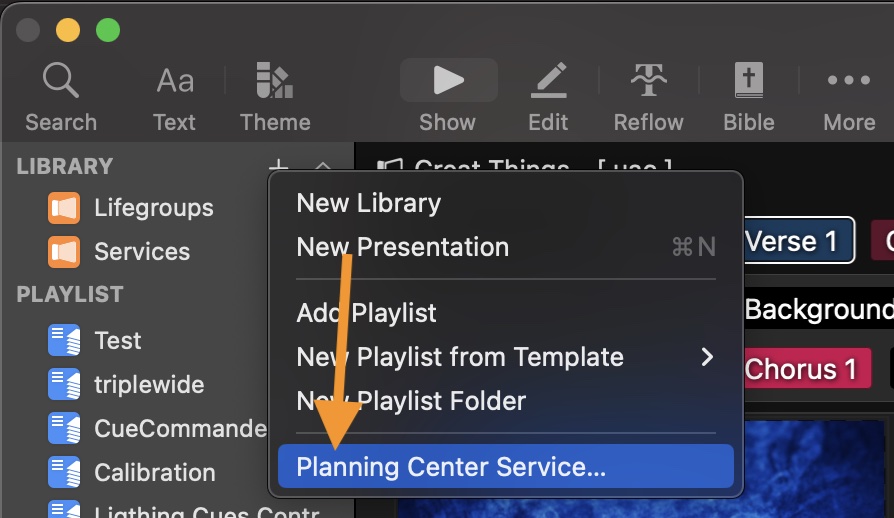 Aa
Search
Text
Theme
Show
Edit
Reflow
Bible
More
LIBRARY
Lifegroups
Services
PLAYLIST
Test
triplewide
CueCommande
Calibration
Ligthing Cues Contr
Great Things
New Library
New Presentation ⌘N
Add Playlist
New Playlist from Template
New Playlist Folder
Planning Center Service...
Verse 1
Background
Chorus 1